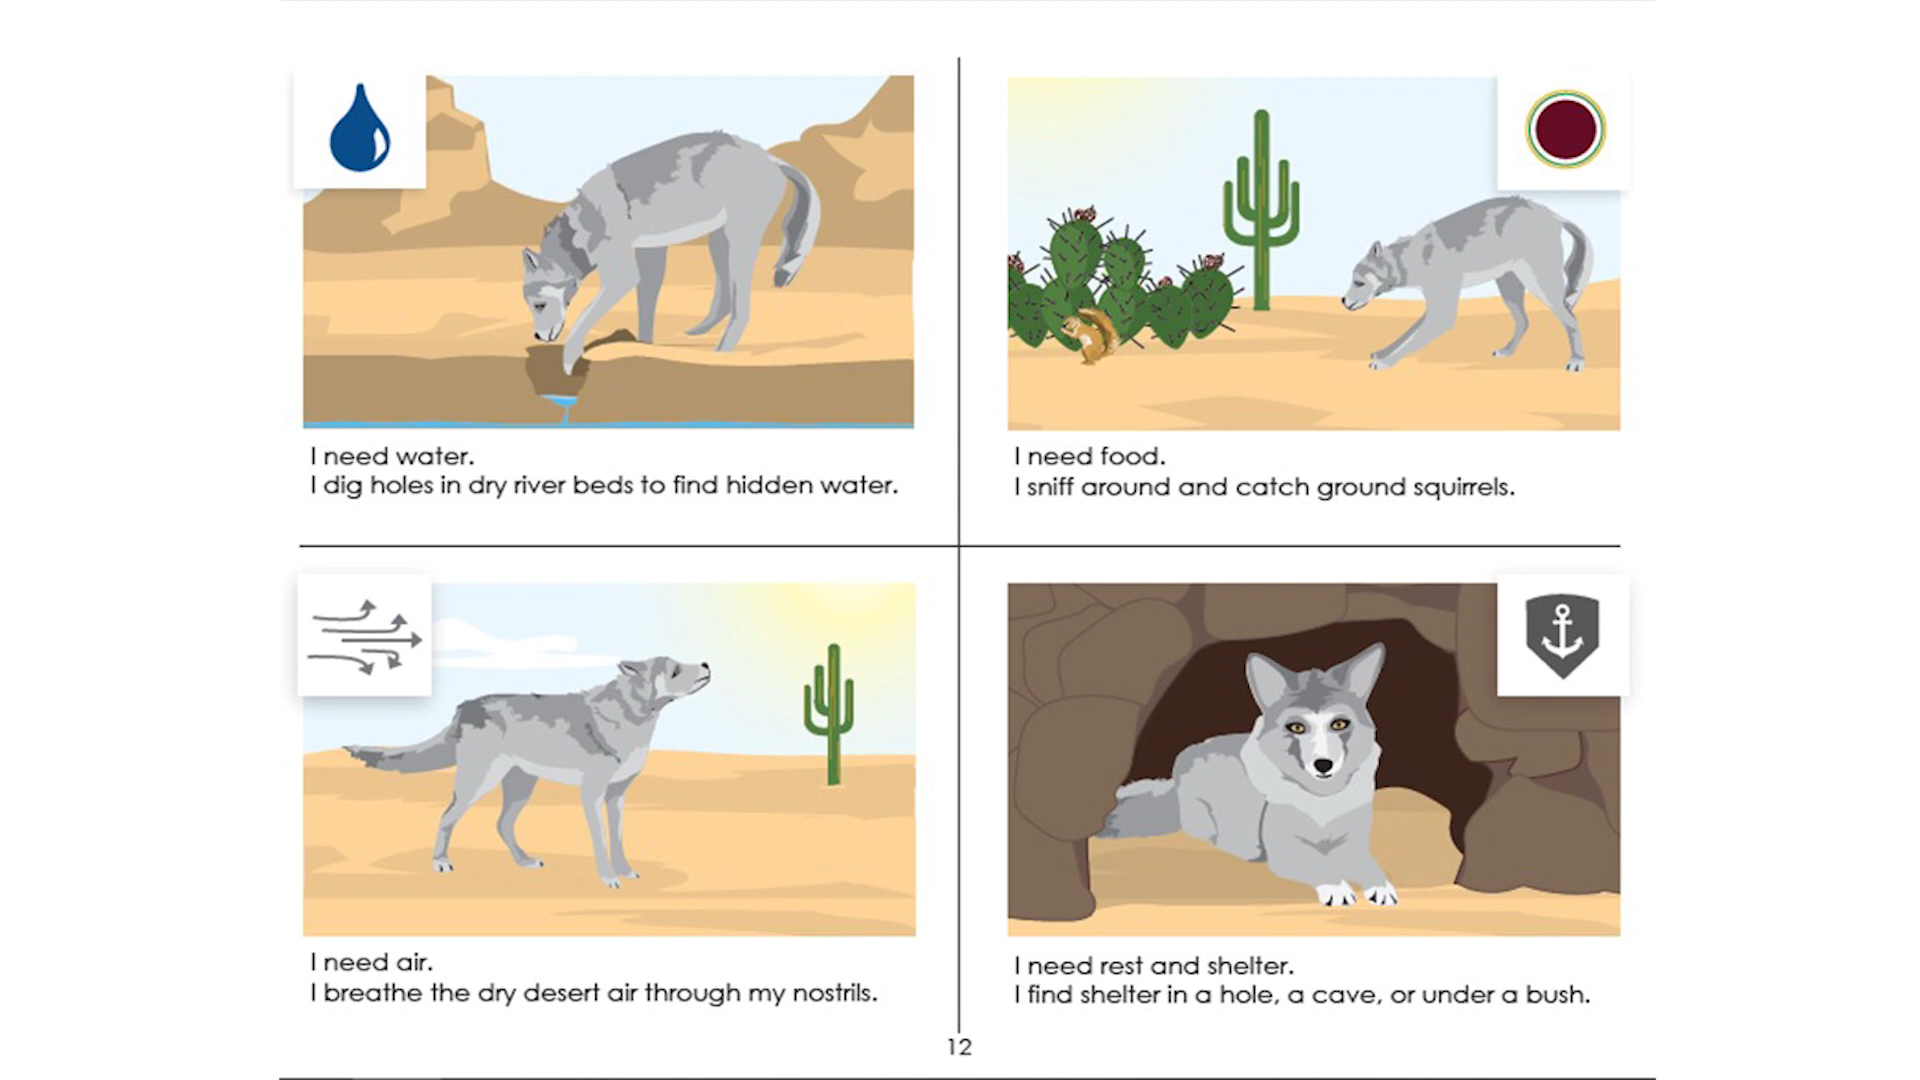 I need water.
I dig holes in dry river beds to find hidden water.
I need food.
I sniff around and catch ground squirrels.
I need air.
I breathe the dry desert air through my nostrils.
I need rest and shelter.
I find shelter in a hole, a cave, or under a bush.
12